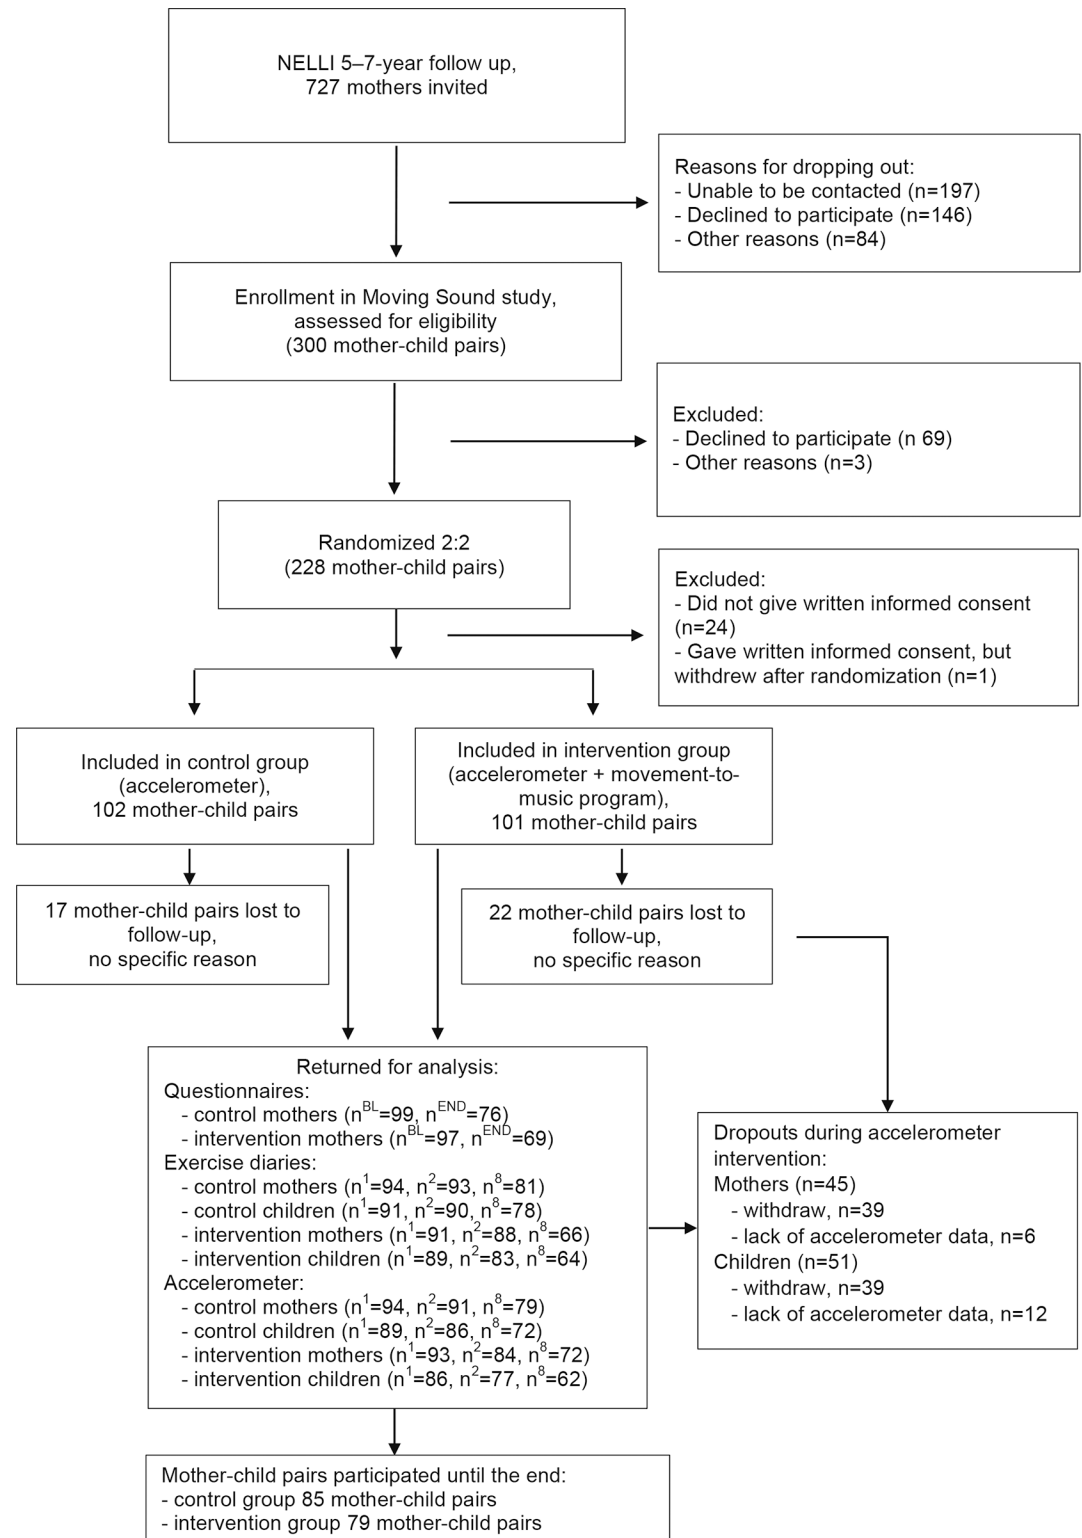 NELLI 5–7-year follow up,
727 mothers invited
Reasons for dropping out:
- Unable to be contacted (n=197)
- Declined to participate (n=146)
- Other reasons (n=84)
Enrollment in Moving Sound study,
assessed for eligibility
(300 mother-child pairs)
Excluded:
- Declined to participate (n 69)
- Other reasons (n=3)
Randomized 2:2
(228 mother-child pairs)
Excluded:
- Did not give written informed consent
(n=24)
- Gave written informed consent, but
withdrew after randomization (n=1)
Included in control group
(accelerometer),
102 mother-child pairs
Included in intervention group
(accelerometer + movement-to-
music program),
101 mother-child pairs
17 mother-child pairs lost to
follow-up,
no specific reason
22 mother-child pairs lost to
follow-up,
no specific reason
Returned for analysis:
Questionnaires:
- control mothers (n^BL=99, n^END=76)
- intervention mothers (n^BL=97, n^END=69)
Exercise diaries:
- control mothers (n^1=94, n^2=93, n^8=81)
- control children (n^1=91, n^2=90, n^8=78)
- intervention mothers (n^1=91, n^2=88, n^8=66)
- intervention children (n^1=89, n^2=83, n^8=64)
Accelerometer:
- control mothers (n^1=94, n^2=91, n^8=79)
- control children (n^1=89, n^2=86, n^8=72)
- intervention mothers (n^1=93, n^2=84, n^8=72)
- intervention children (n^1=86, n^2=77, n^8=62)
Dropouts during accelerometer
intervention:
Mothers (n=45)
- withdraw, n=39
- lack of accelerometer data, n=6
Children (n=51)
- withdraw, n=39
- lack of accelerometer data, n=12
Mother-child pairs participated until the end:
- control group 85 mother-child pairs
- intervention group 79 mother-child pairs